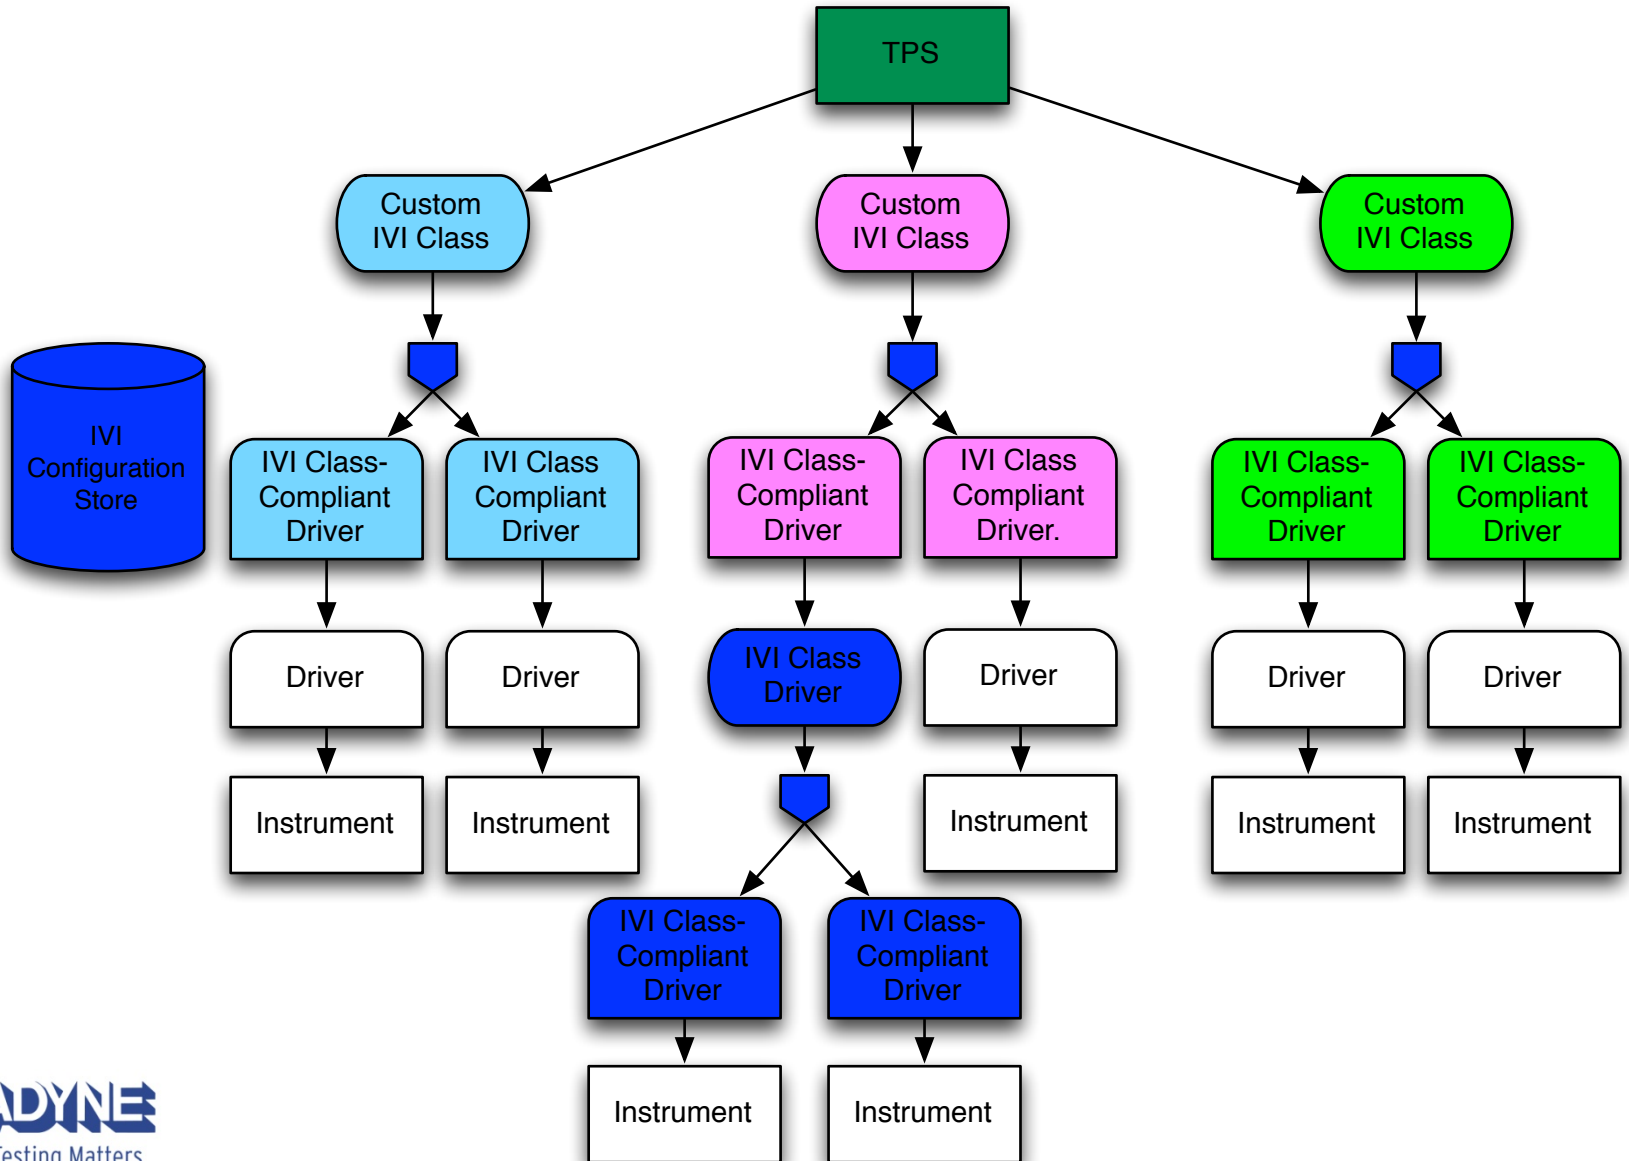 TPS
Custom
IVI Class
Custom
IVI Class
Custom
IVI Class
IVI
Configuration
Store
IVI Class-
Compliant
Driver
IVI Class
Compliant
Driver
IVI Class-
Compliant
Driver
IVI Class
Compliant
Driver.
IVI Class-
Compliant
Driver
IVI Class-
Compliant
Driver
Driver
Driver
IVI Class
Driver
Driver
Driver
Driver
Instrument
Instrument
Instrument
Instrument
Instrument
IVI Class-
Compliant
Driver
IVI Class-
Compliant
Driver
Instrument
Instrument
ADYNE
Testing Matters